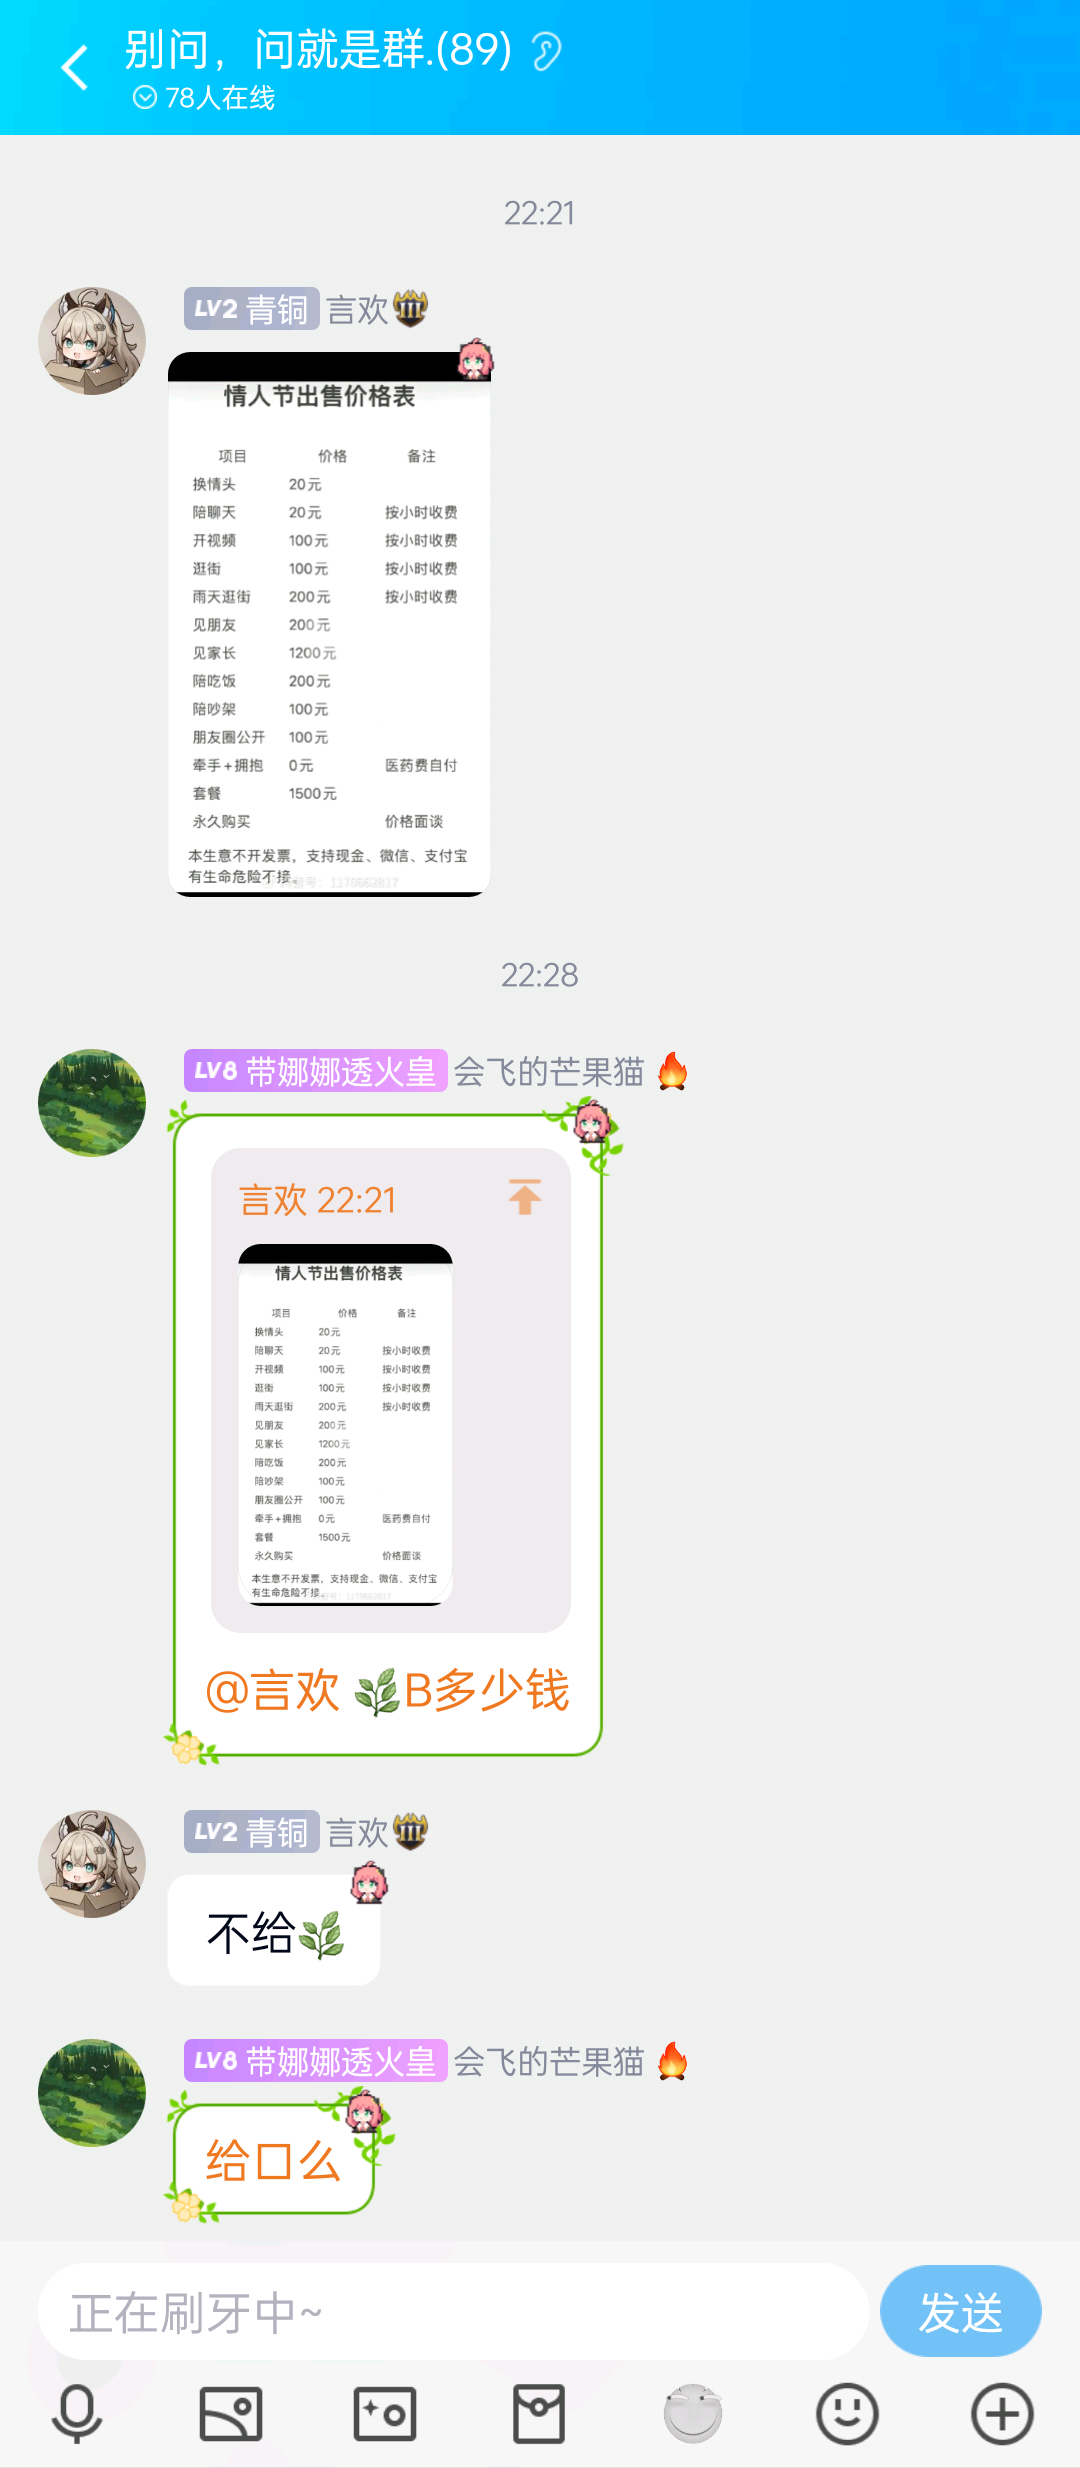 别问，问就是群.(89)
78人在线
22:21
LV2 青铜 言欢
情人节出售价格表
项目 价格 备注
换情头 20元
陪聊天 20元 按小时收费
开视频 100元 按小时收费
逛街 100元 按小时收费
雨天逛街 200元 按小时收费
见朋友 200元
见家长 1200元
陪吃饭 200元
陪吵架 100元
朋友圈公开 100元
牵手+拥抱 0元 医药费自付
套餐 1500元
永久购买 价格面谈
本生意不开发票，支持现金、微信、支付宝
有生命危险不接。
22:28
LV8 带娜娜透火皇 会飞的芒果猫
言欢 22:21
情人节出售价格表
项目 价格 备注
换情头 20元
陪聊天 20元 按小时收费
开视频 100元 按小时收费
逛街 100元 按小时收费
雨天逛街 200元 按小时收费
见朋友 200元
见家长 1200元
陪吃饭 200元
陪吵架 100元
朋友圈公开 100元
牵手+拥抱 0元 医药费自付
套餐 1500元
永久购买 价格面谈
本生意不开发票，支持现金、微信、支付宝
有生命危险不接。
@言欢 🌿B多少钱
LV2 青铜 言欢
不给🌿
LV8 带娜娜透火皇 会飞的芒果猫
给口么
正在刷牙中~
发送